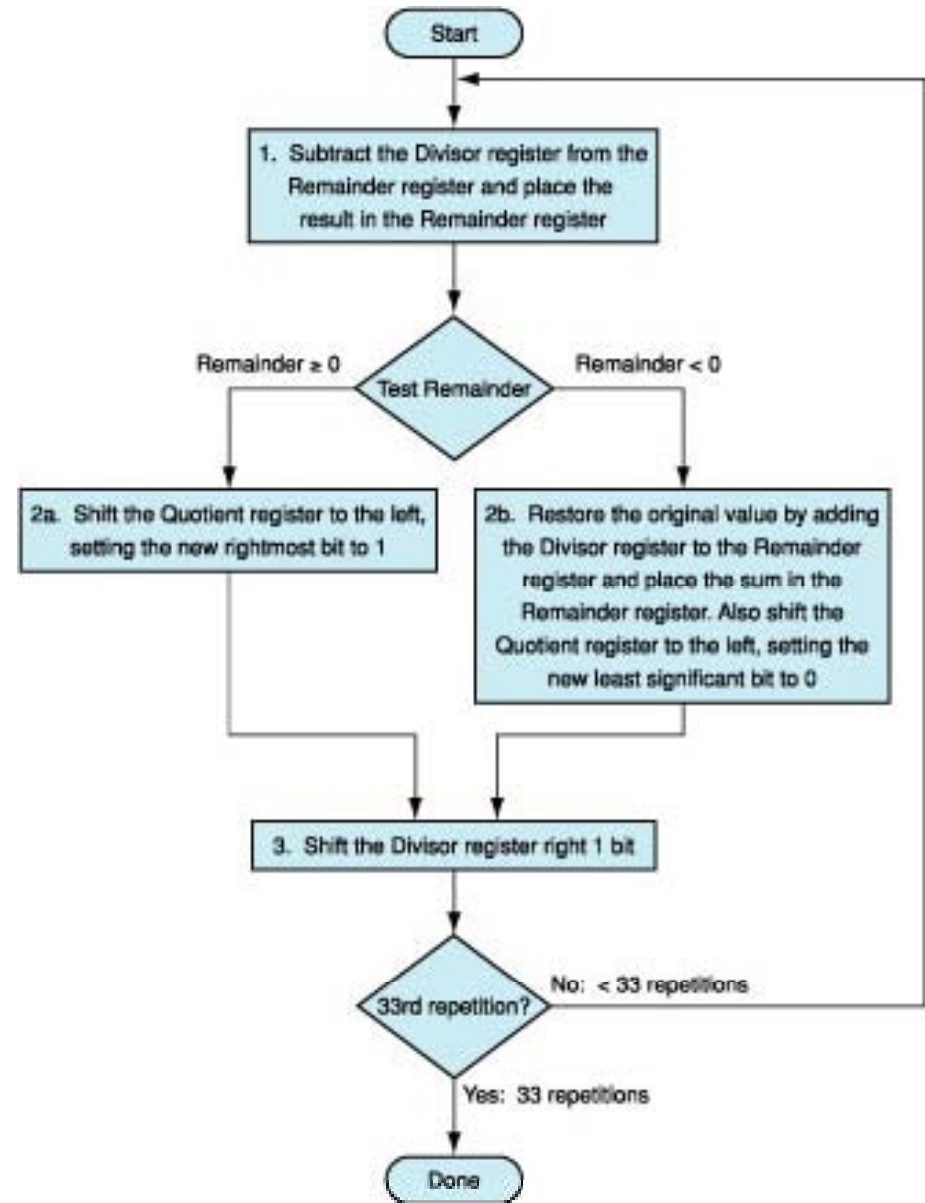 Start
1. Subtract the Divisor register from the
Remainder register and place the
result in the Remainder register
Remainder ≥ 0
Test Remainder
Remainder < 0
2a. Shift the Quotient register to the left,
setting the new rightmost bit to 1
2b. Restore the original value by adding
the Divisor register to the Remainder
register and place the sum in the
Remainder register. Also shift the
Quotient register to the left, setting the
new least significant bit to 0
3. Shift the Divisor register right 1 bit
33rd repetition?
No: < 33 repetitions
Yes: 33 repetitions
Done